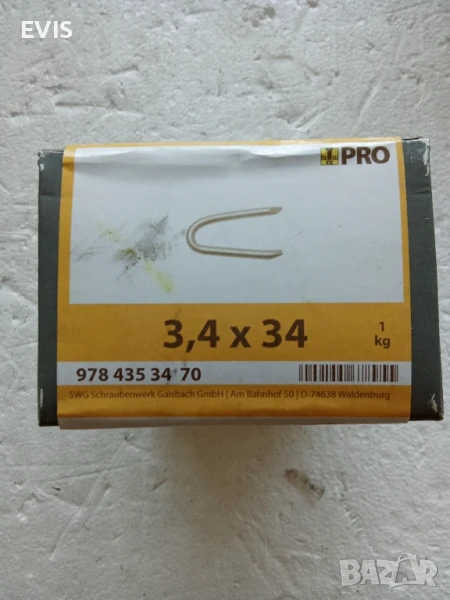 EVIS
PRO
3,4 x 34
1
kg
978 435 34 70
SWG Schraubenwerk Gaisbach GmbH | Am Bahnhof 50 | D-74638 Waldenburg
BAZAR